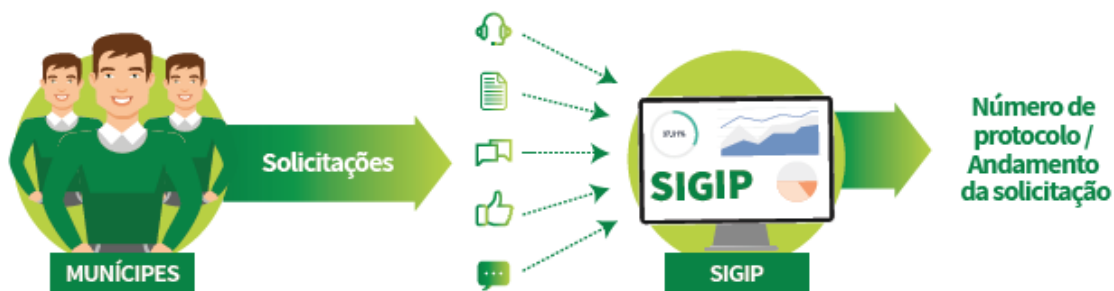 MUNÍCIPES
Solicitações
SIGIP
SIGIP
Número de
protocolo /
Andamento
da solicitação